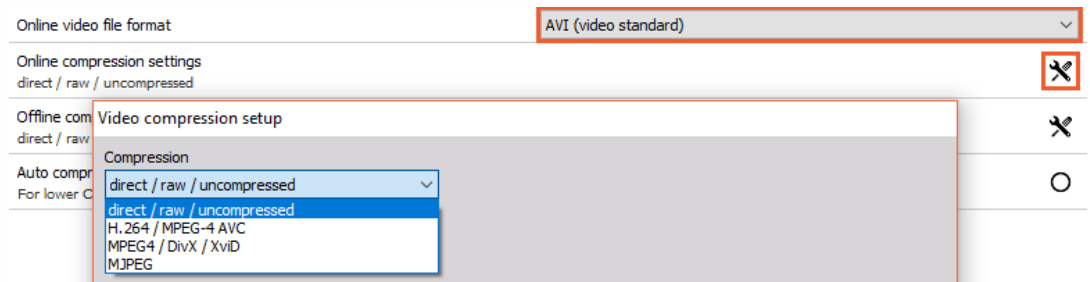 Online video file format
AVI (video standard)
Online compression settings
direct / raw / uncompressed
Offline com
direct / raw
Auto compr
For lower C
Video compression setup
Compression
direct / raw / uncompressed
direct / raw / uncompressed
H.264 / MPEG-4 AVC
MPEG4 / DivX / XviD
MJPEG